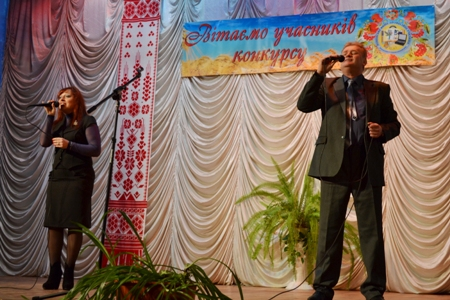 Вітаємо учасників
конкурсу